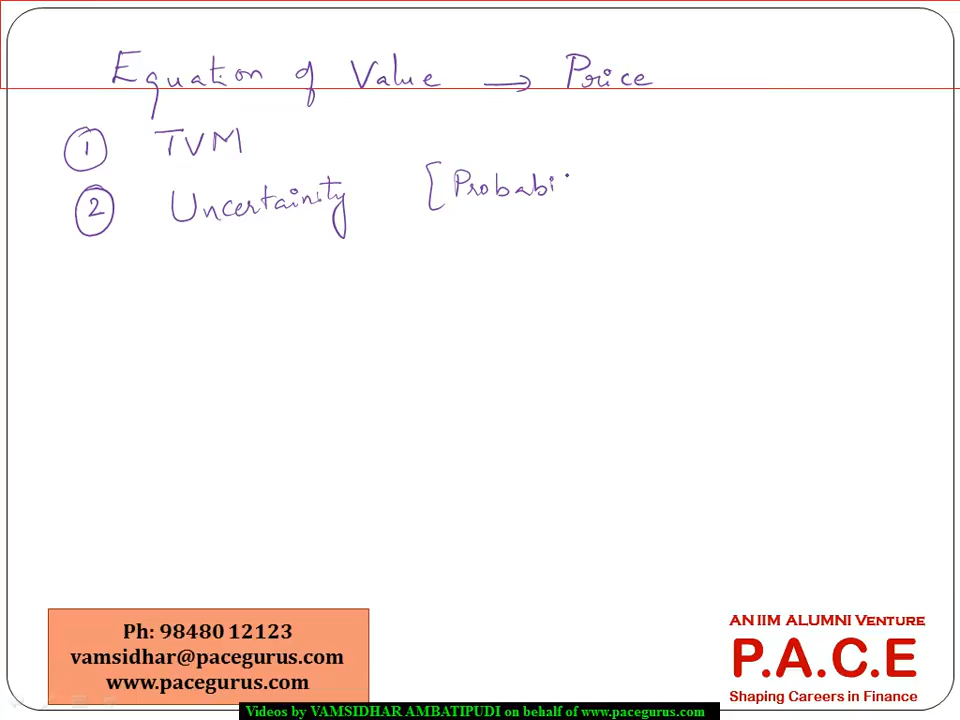 Equation of Value → Price
① TVM
② Uncertainity [Probabi
Ph: 98480 12123
vamsidhar@pacegurus.com
www.pacegurus.com
AN IIM ALUMNI VENTURE
P.A.C.E
Shaping Careers in Finance
Videos by VAMSIDHAR AMBATIPUDI on behalf of www.pacegurus.com